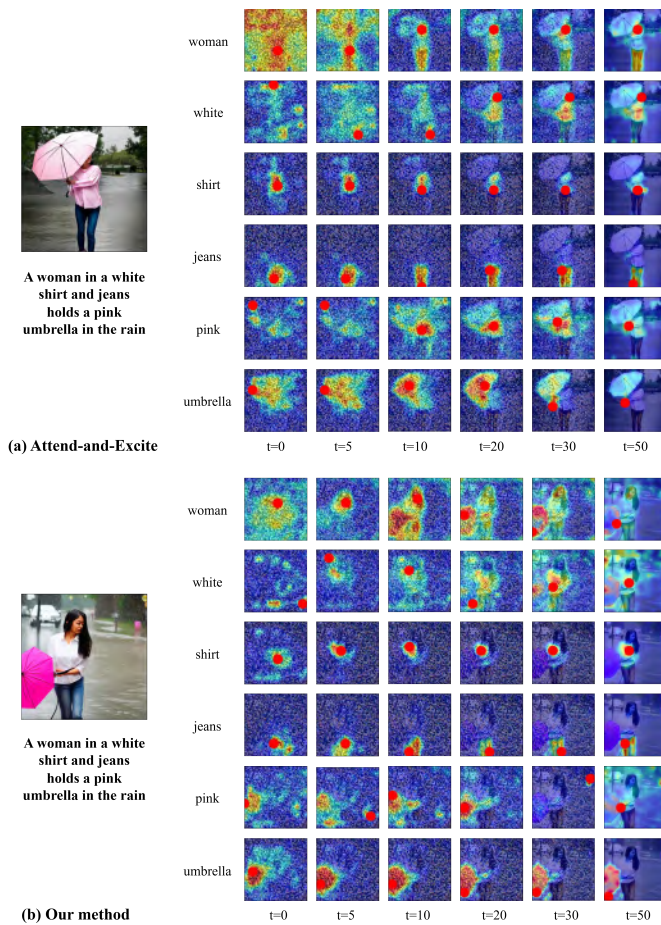 woman
white
shirt
jeans
A woman in a white
shirt and jeans
holds a pink
umbrella in the rain
pink
umbrella
(a) Attend-and-Excite
t=0 t=5 t=10 t=20 t=30 t=50
woman
white
shirt
jeans
A woman in a white
shirt and jeans
holds a pink
umbrella in the rain
pink
umbrella
(b) Our method
t=0 t=5 t=10 t=20 t=30 t=50